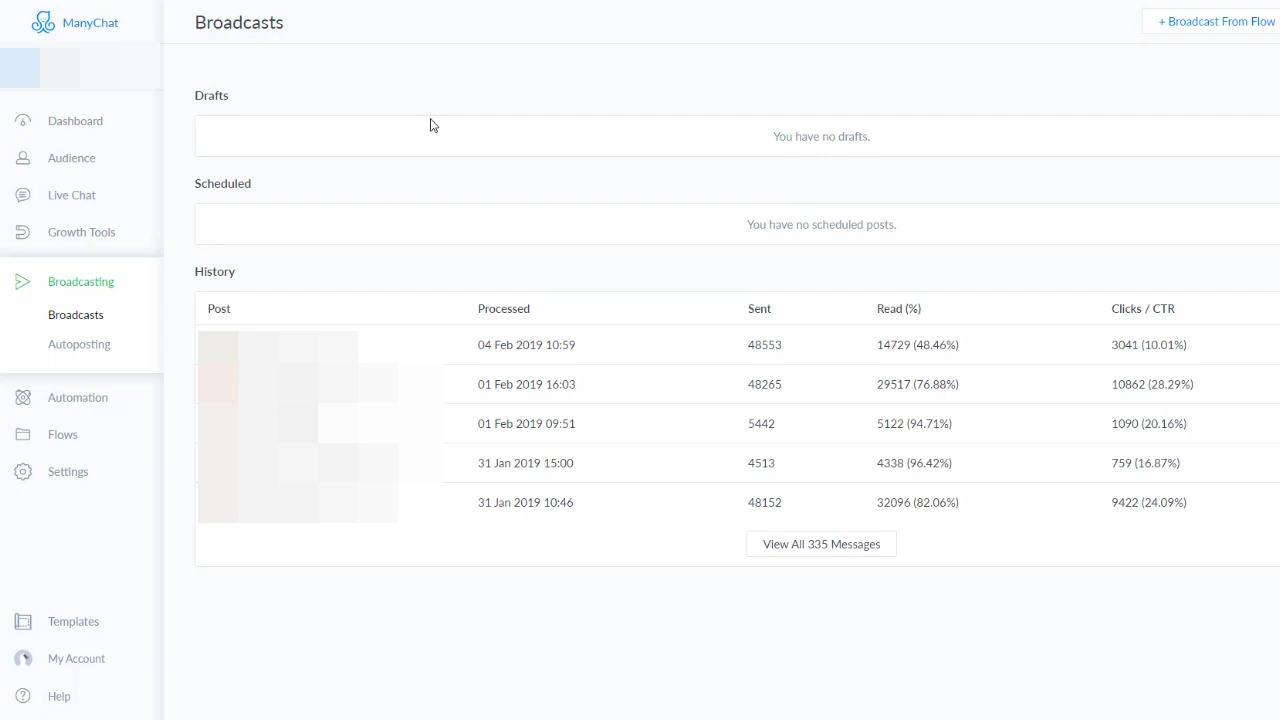 ManyChat
Broadcasts
+ Broadcast From Flow
Dashboard
Audience
Live Chat
Growth Tools
Broadcasting
Broadcasts
Autoposting
Automation
Flows
Settings
Templates
My Account
Help
Drafts
You have no drafts.
Scheduled
You have no scheduled posts.
History
Post Processed Sent Read (%) Clicks / CTR
04 Feb 2019 10:59 48553 14729 (48.46%) 3041 (10.01%)
01 Feb 2019 16:03 48265 29517 (76.88%) 10862 (28.29%)
01 Feb 2019 09:51 5442 5122 (94.71%) 1090 (20.16%)
31 Jan 2019 15:00 4513 4338 (96.42%) 759 (16.87%)
31 Jan 2019 10:46 48152 32096 (82.06%) 9422 (24.09%)
View All 335 Messages